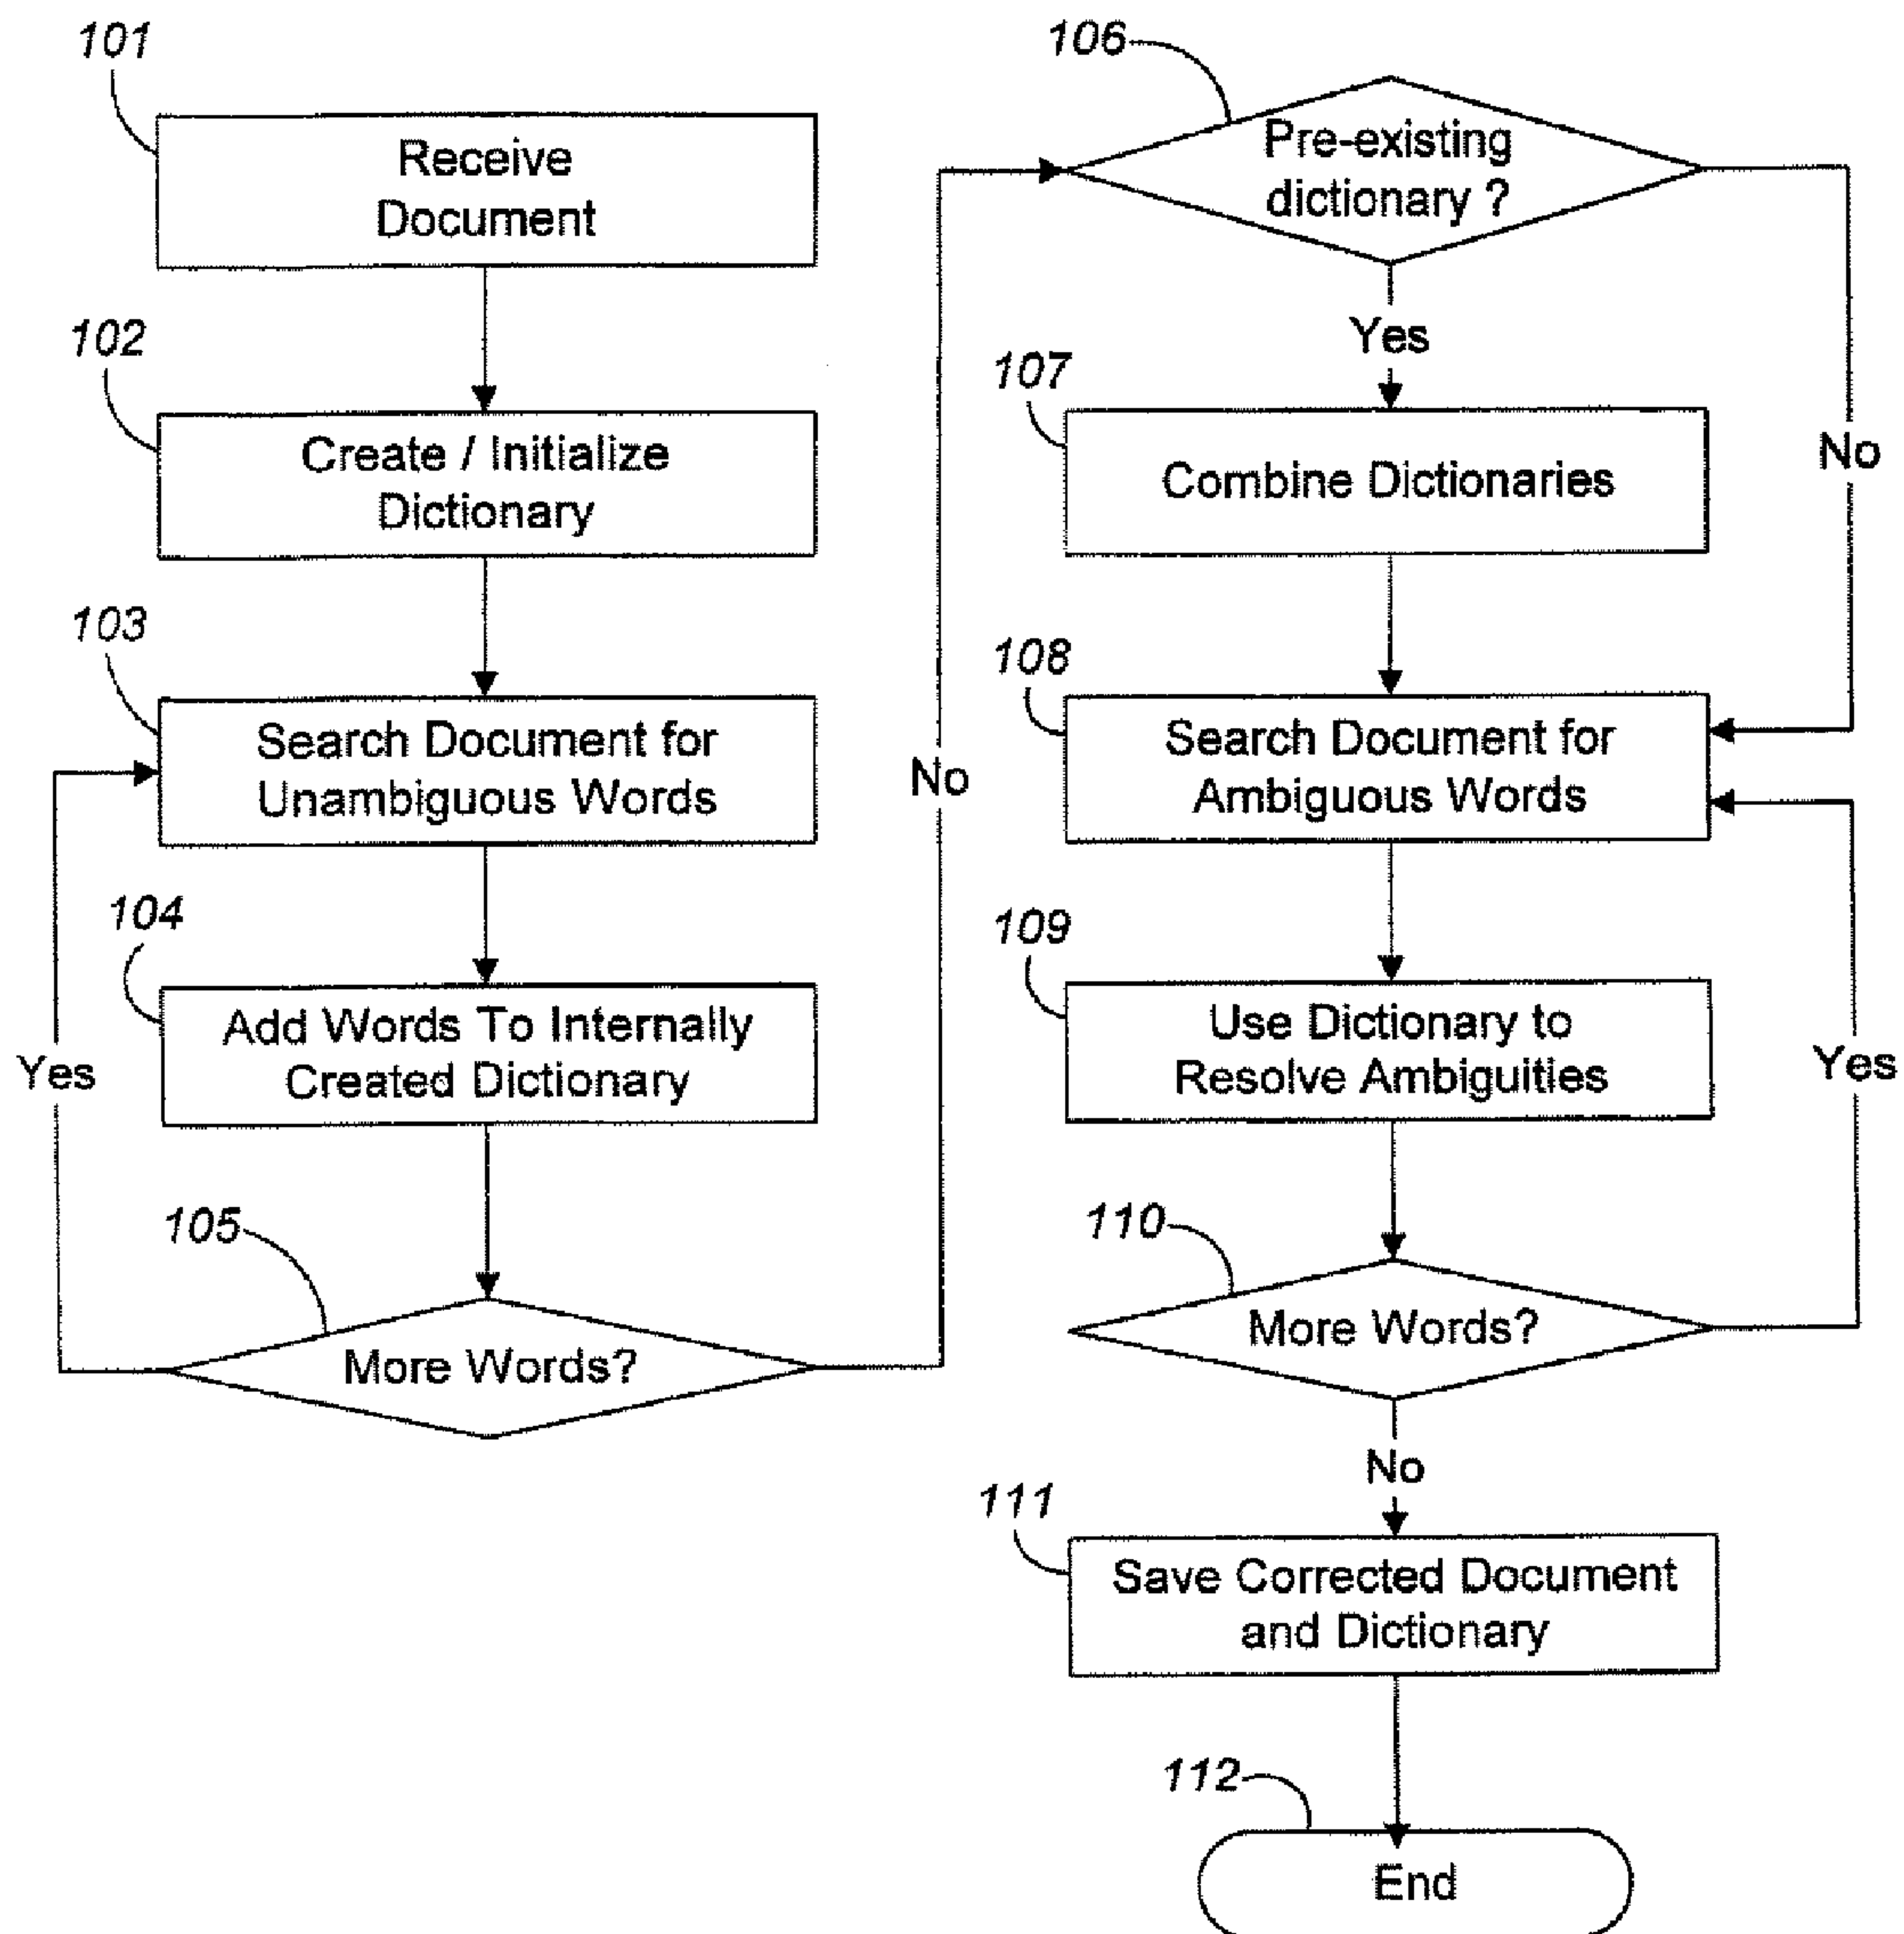 101
Receive
Document
102
Create / Initialize
Dictionary
103
Search Document for
Unambiguous Words
104
Add Words To Internally
Created Dictionary
Yes
105
More Words?
No
106
Pre-existing
dictionary ?
Yes
No
107
Combine Dictionaries
108
Search Document for
Ambiguous Words
109
Use Dictionary to
Resolve Ambiguities
Yes
110
More Words?
No
111
Save Corrected Document
and Dictionary
112
End